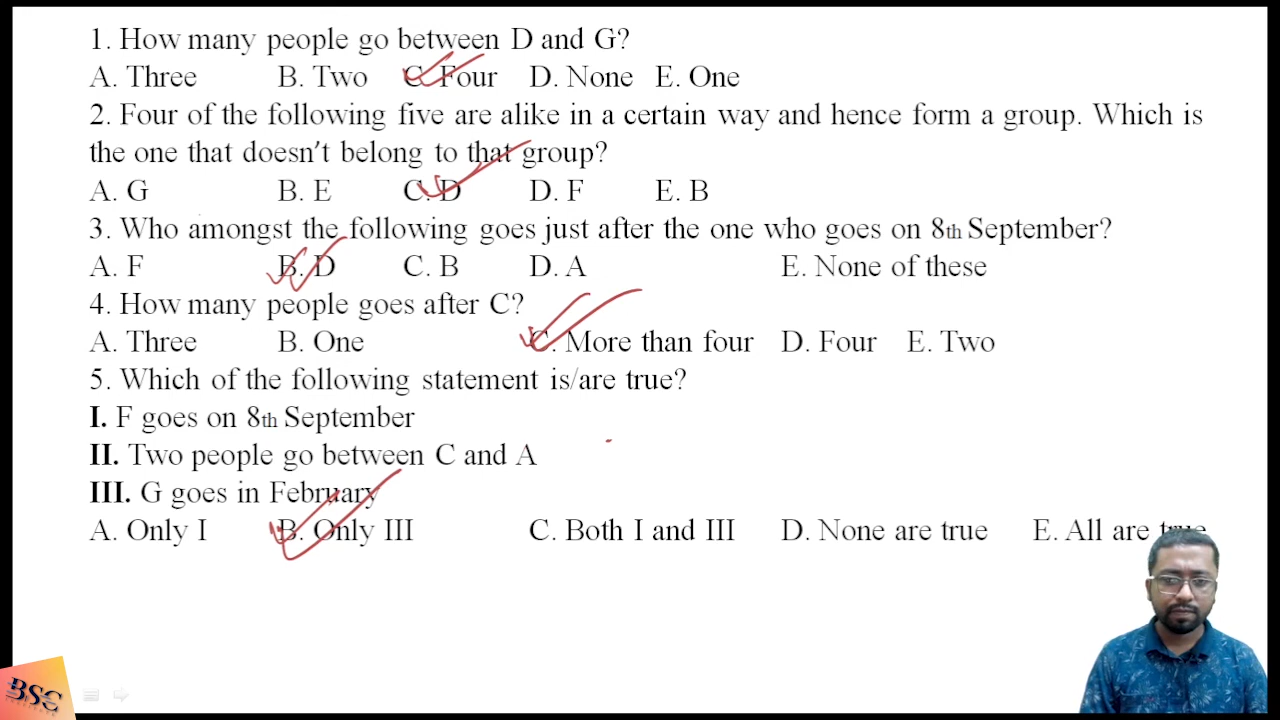 1. How many people go between D and G?
A. Three B. Two C. Four D. None E. One
2. Four of the following five are alike in a certain way and hence form a group. Which is
the one that doesn't belong to that group?
A. G B. E C. D D. F E. B
3. Who amongst the following goes just after the one who goes on 8th September?
A. F B. D C. B D. A E. None of these
4. How many people goes after C?
A. Three B. One C. More than four D. Four E. Two
5. Which of the following statement is/are true?
I. F goes on 8th September
II. Two people go between C and A
III. G goes in February
A. Only I B. Only III C. Both I and III D. None are true E. All are true
BSC